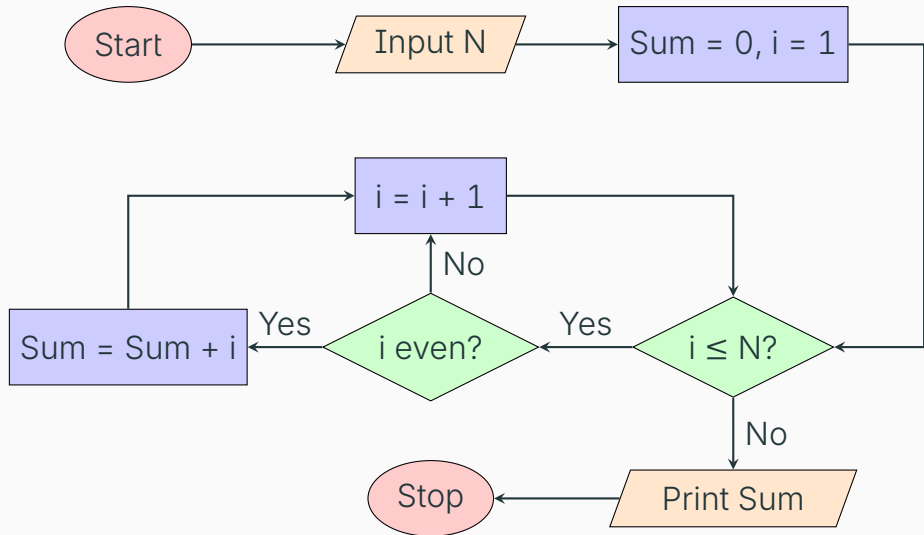 Start
Input N
Sum = 0, i = 1
i = i + 1
No
Sum = Sum + i
Yes
i even?
Yes
i ≤ N?
No
Stop
Print Sum